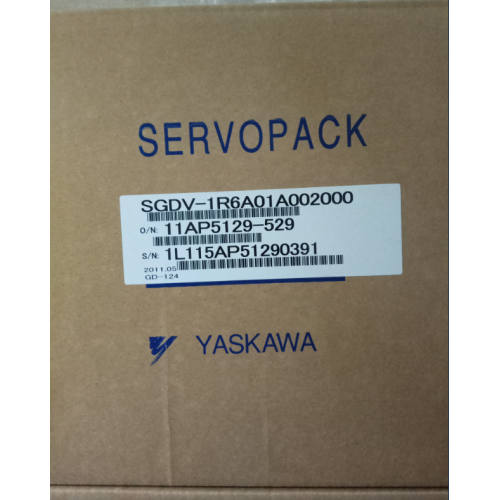 SERVOPACK
SGDV-1R6A01A002000
O/N: 11AP5129-529
S/N: 1L115AP51290391
2011.05
GD-124
YASKAWA